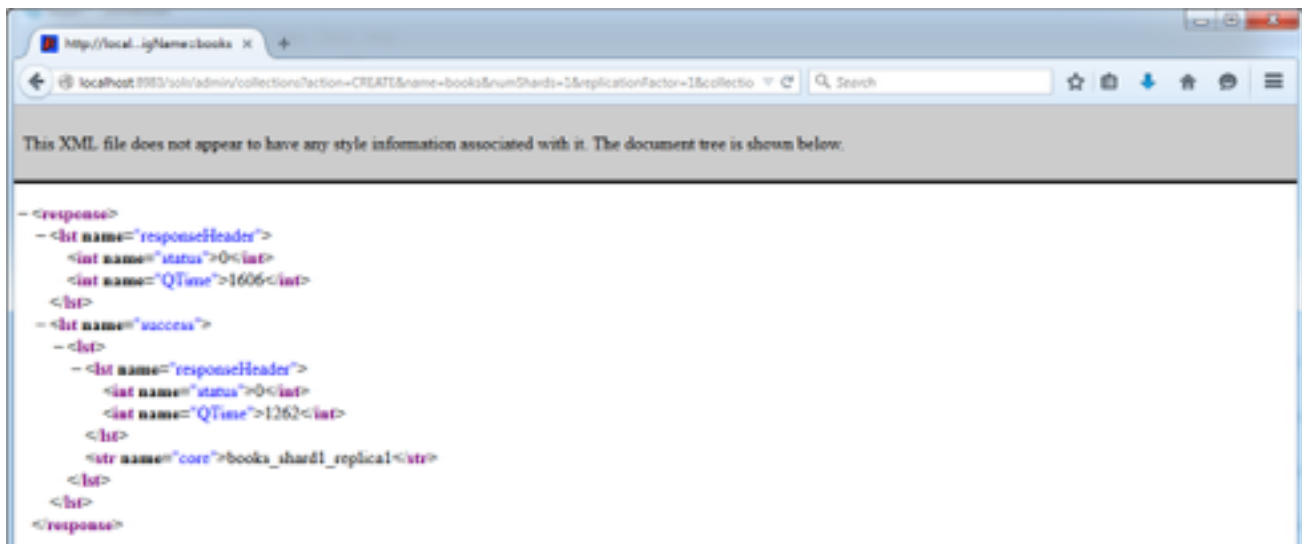 http://local...igName=books × +
localhost:8983/solr/admin/collections?action=CREATE&name=books&numShards=1&replicationFactor=1&collectio Search
This XML file does not appear to have any style information associated with it. The document tree is shown below.
− <response>
− <lst name="responseHeader">
<int name="status">0</int>
<int name="QTime">1606</int>
</lst>
− <lst name="success">
− <lst>
− <lst name="responseHeader">
<int name="status">0</int>
<int name="QTime">1262</int>
</lst>
<str name="core">books_shard1_replica1</str>
</lst>
</lst>
</response>